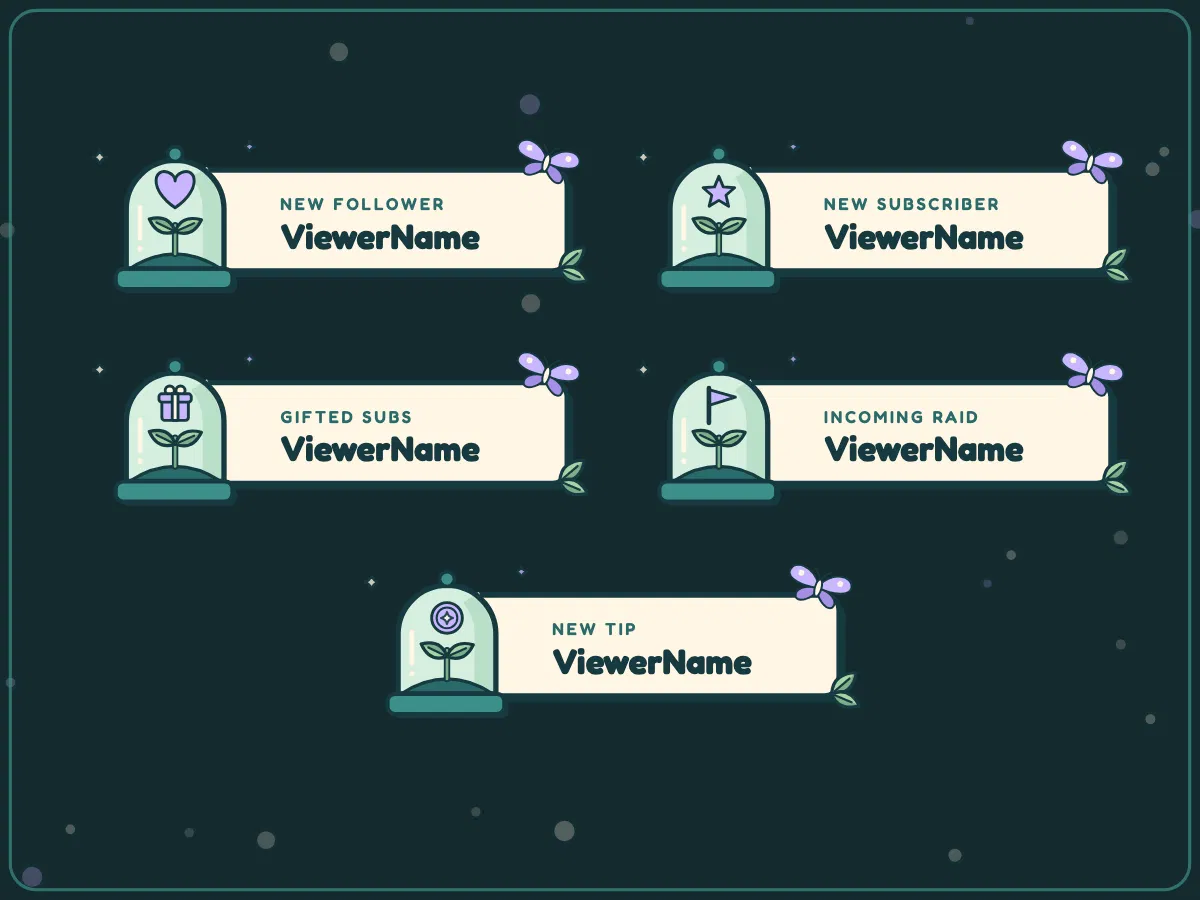 NEW FOLLOWER
ViewerName
NEW SUBSCRIBER
ViewerName
GIFTED SUBS
ViewerName
INCOMING RAID
ViewerName
NEW TIP
ViewerName